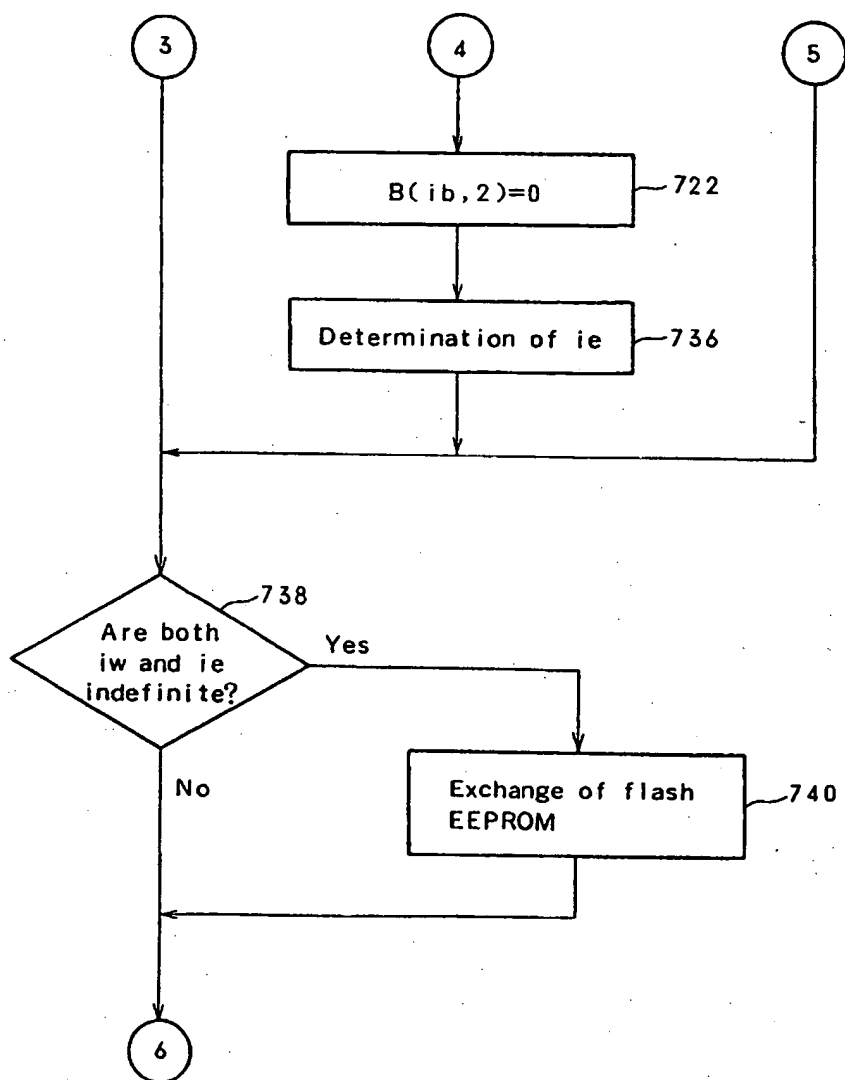 3
4
5
B(ib,2)=0
722
Determination of ie
736
738
Are both
iw and ie
indefinite?
Yes
No
Exchange of flash
EEPROM
740
6